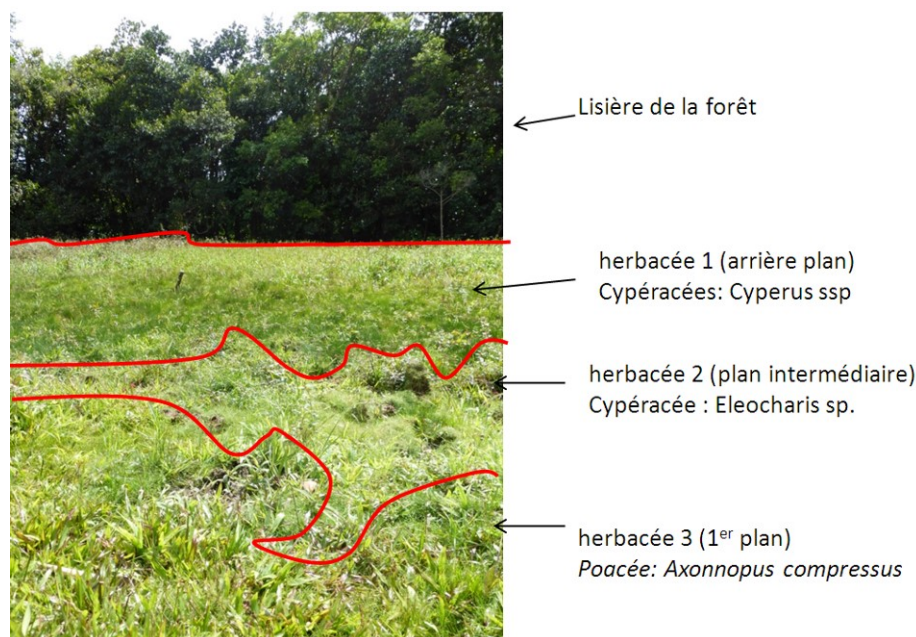 Lisière de la forêt
herbacée 1 (arrière plan)
Cypéracées: Cyperus ssp
herbacée 2 (plan intermédiaire)
Cypéracée : Eleocharis sp.
herbacée 3 (1er plan)
Poacée: Axonnopus compressus